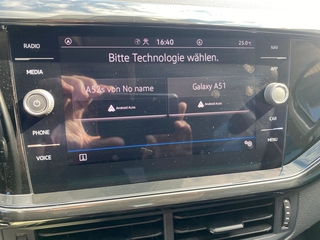 RADIO
16:40
25.0
NAV
Bitte Technologie wählen.
MEDIA
A52s von No name
Galaxy A51
Android Auto
Android Auto
PHONE
CAR
VOICE
MENU